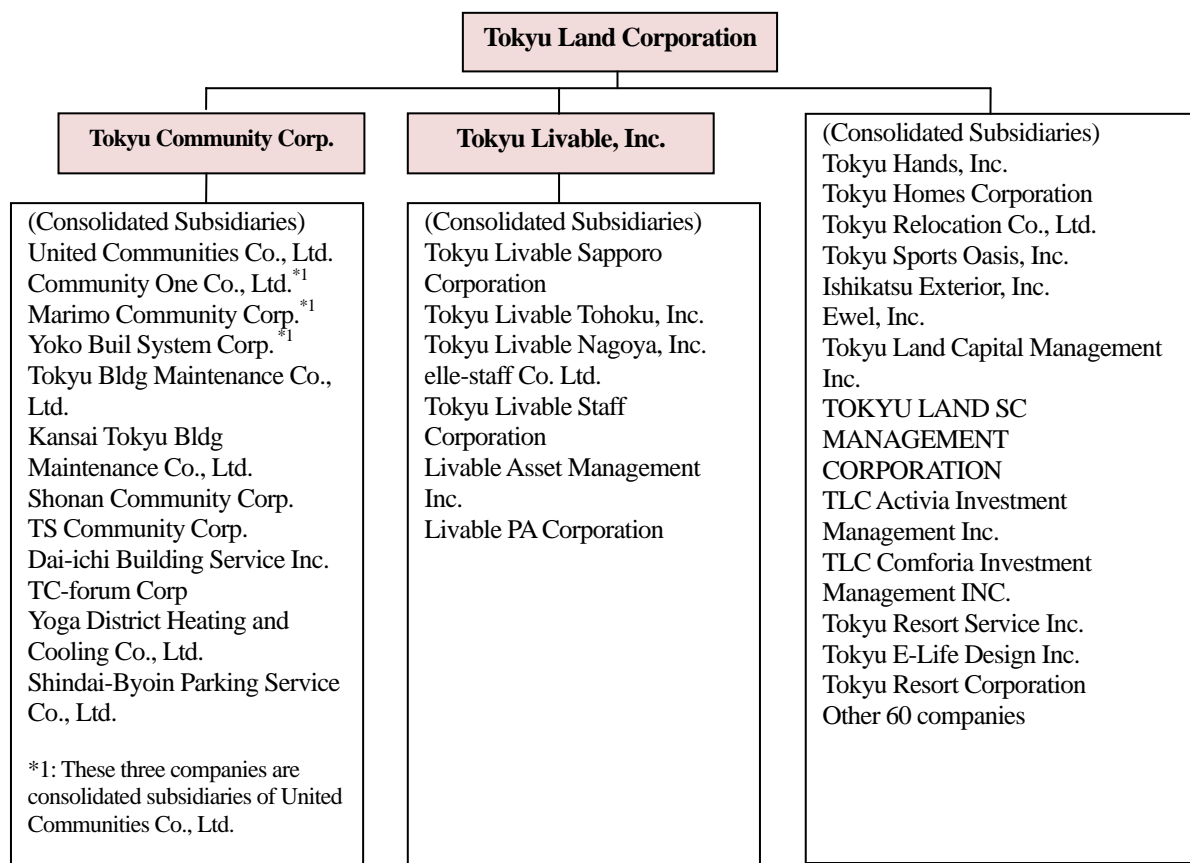 Tokyu Land Corporation
Tokyu Community Corp.
(Consolidated Subsidiaries)
United Communities Co., Ltd.
Community One Co., Ltd.*1
Marimo Community Corp.*1
Yoko Buil System Corp. *1
Tokyu Bldg Maintenance Co.,
Ltd.
Kansai Tokyu Bldg
Maintenance Co., Ltd.
Shonan Community Corp.
TS Community Corp.
Dai-ichi Building Service Inc.
TC-forum Corp
Yoga District Heating and
Cooling Co., Ltd.
Shindai-Byoin Parking Service
Co., Ltd.
*1: These three companies are
consolidated subsidiaries of United
Communities Co., Ltd.
Tokyu Livable, Inc.
(Consolidated Subsidiaries)
Tokyu Livable Sapporo
Corporation
Tokyu Livable Tohoku, Inc.
Tokyu Livable Nagoya, Inc.
elle-staff Co. Ltd.
Tokyu Livable Staff
Corporation
Livable Asset Management
Inc.
Livable PA Corporation
(Consolidated Subsidiaries)
Tokyu Hands, Inc.
Tokyu Homes Corporation
Tokyu Relocation Co., Ltd.
Tokyu Sports Oasis, Inc.
Ishikatsu Exterior, Inc.
Ewel, Inc.
Tokyu Land Capital Management
Inc.
TOKYU LAND SC
MANAGEMENT
CORPORATION
TLC Activia Investment
Management Inc.
TLC Comforia Investment
Management INC.
Tokyu Resort Service Inc.
Tokyu E-Life Design Inc.
Tokyu Resort Corporation
Other 60 companies